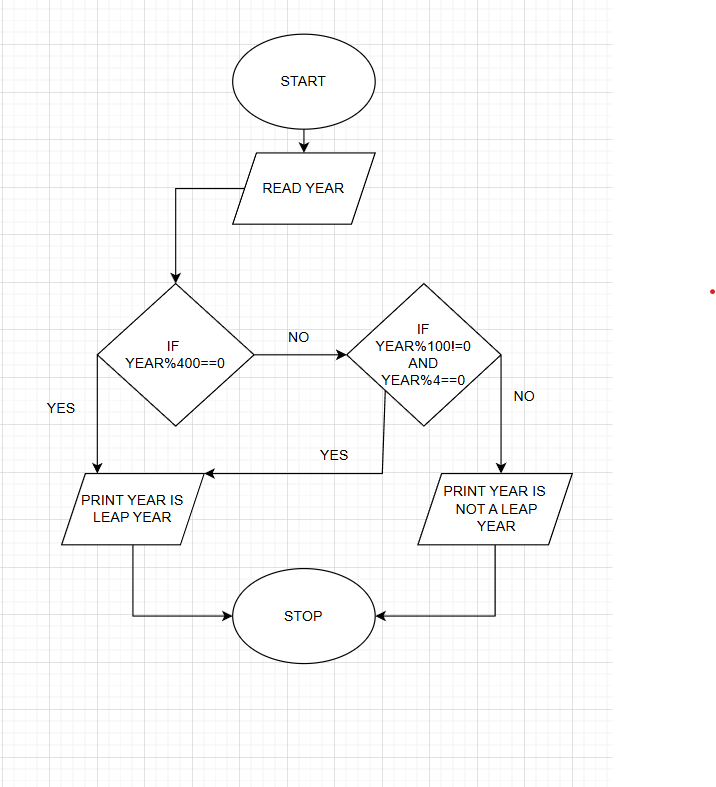 START
READ YEAR
IF
YEAR%400==0
NO
IF
YEAR%100!=0
AND
YEAR%4==0
YES
NO
YES
PRINT YEAR IS
LEAP YEAR
PRINT YEAR IS
NOT A LEAP
YEAR
STOP